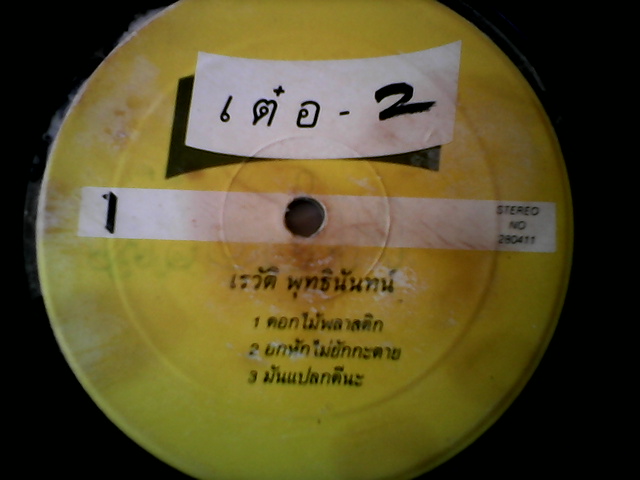 เต๋อ - 2
1
STEREO
NO
280411
เรวัติ พุทธินันทน์
1 ดอกไม้พลาสติก
2 ยกหักไม่ยักกะตาย
3 มันแปลกดีนะ